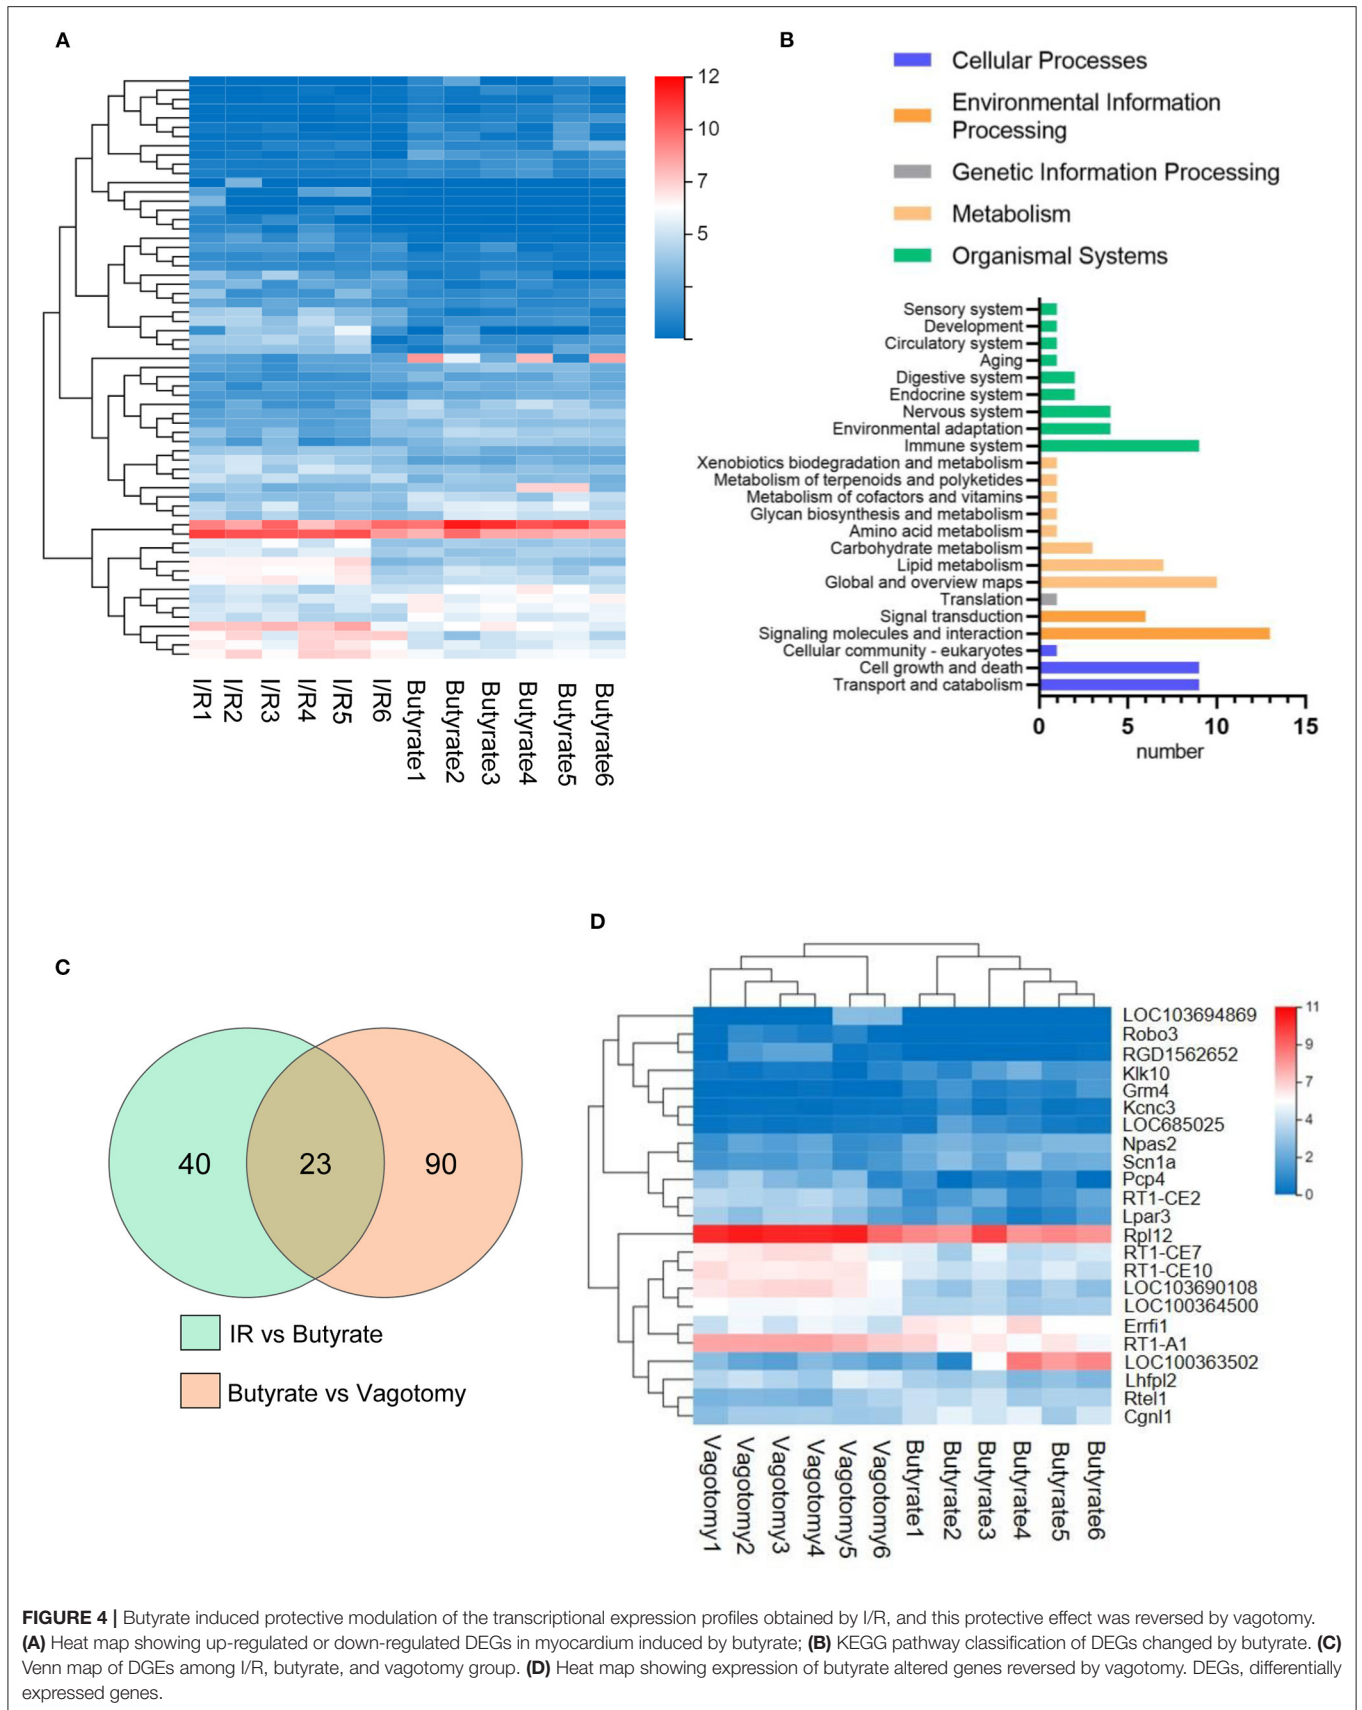 A
12
10
7
5
I/R1
I/R2
I/R3
I/R4
I/R5
I/R6
Butyrate1
Butyrate2
Butyrate3
Butyrate4
Butyrate5
Butyrate6
B
Cellular Processes
Environmental Information
Processing
Genetic Information Processing
Metabolism
Organismal Systems
Sensory system
Development
Circulatory system
Aging
Digestive system
Endocrine system
Nervous system
Environmental adaptation
Immune system
Xenobiotics biodegradation and metabolism
Metabolism of terpenoids and polyketides
Metabolism of cofactors and vitamins
Glycan biosynthesis and metabolism
Amino acid metabolism
Carbohydrate metabolism
Lipid metabolism
Global and overview maps
Translation
Signal transduction
Signaling molecules and interaction
Cellular community - eukaryotes
Cell growth and death
Transport and catabolism
0 5 10 15
number
C
40 23 90
IR vs Butyrate
Butyrate vs Vagotomy
D
LOC103694869
Robo3
RGD1562652
Klk10
Grm4
Kcnc3
LOC685025
Npas2
Scn1a
Pcp4
RT1-CE2
Lpar3
Rpl12
RT1-CE7
RT1-CE10
LOC103690108
LOC100364500
Errfi1
RT1-A1
LOC100363502
Lhfpl2
Rtel1
Cgnl1
11
9
7
4
2
0
Vagotomy1
Vagotomy2
Vagotomy3
Vagotomy4
Vagotomy5
Vagotomy6
Butyrate1
Butyrate2
Butyrate3
Butyrate4
Butyrate5
Butyrate6
FIGURE 4 | Butyrate induced protective modulation of the transcriptional expression profiles obtained by I/R, and this protective effect was reversed by vagotomy.
(A) Heat map showing up-regulated or down-regulated DEGs in myocardium induced by butyrate; (B) KEGG pathway classification of DEGs changed by butyrate. (C)
Venn map of DGEs among I/R, butyrate, and vagotomy group. (D) Heat map showing expression of butyrate altered genes reversed by vagotomy. DEGs, differentially
expressed genes.